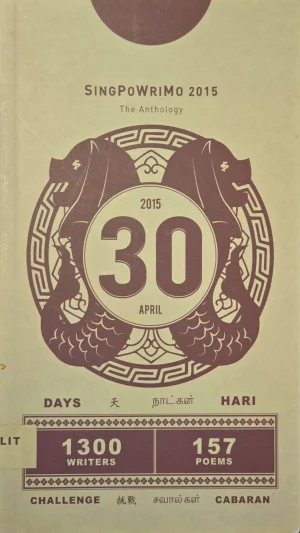 SINGPOWRIMO 2015
The Anthology
2015
30
APRIL
DAYS 天 நாட்கள் HARI
LIT
1300 157
WRITERS POEMS
CHALLENGE 挑戰 சவால்கள் CABARAN